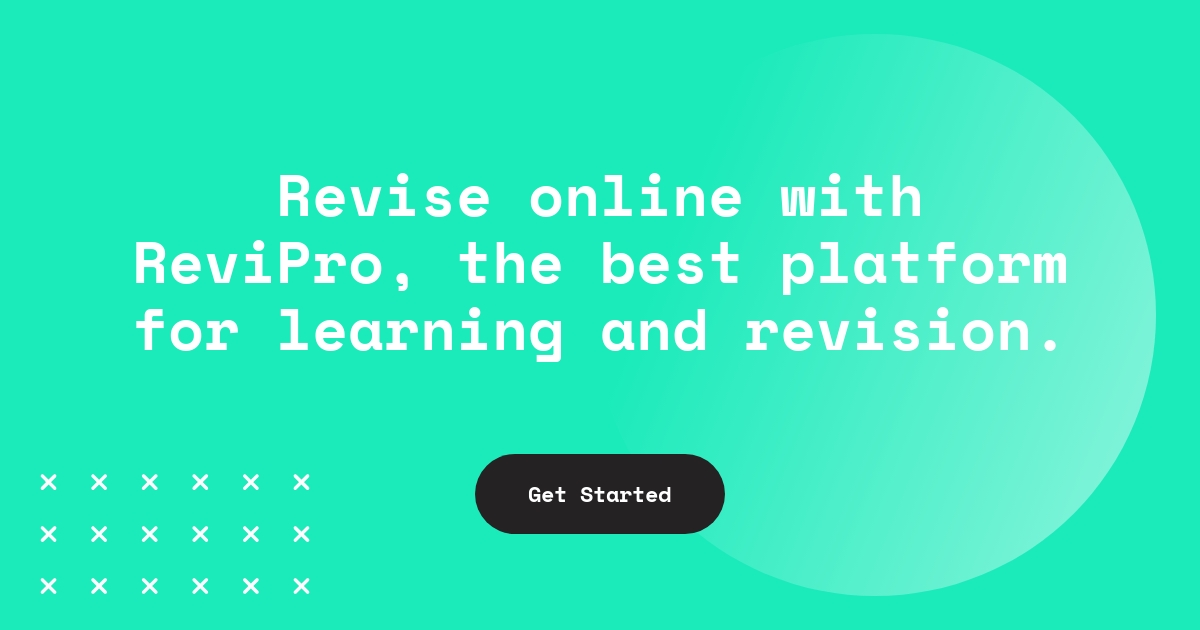 Revise online with
ReviPro, the best platform
for learning and revision.
Get Started